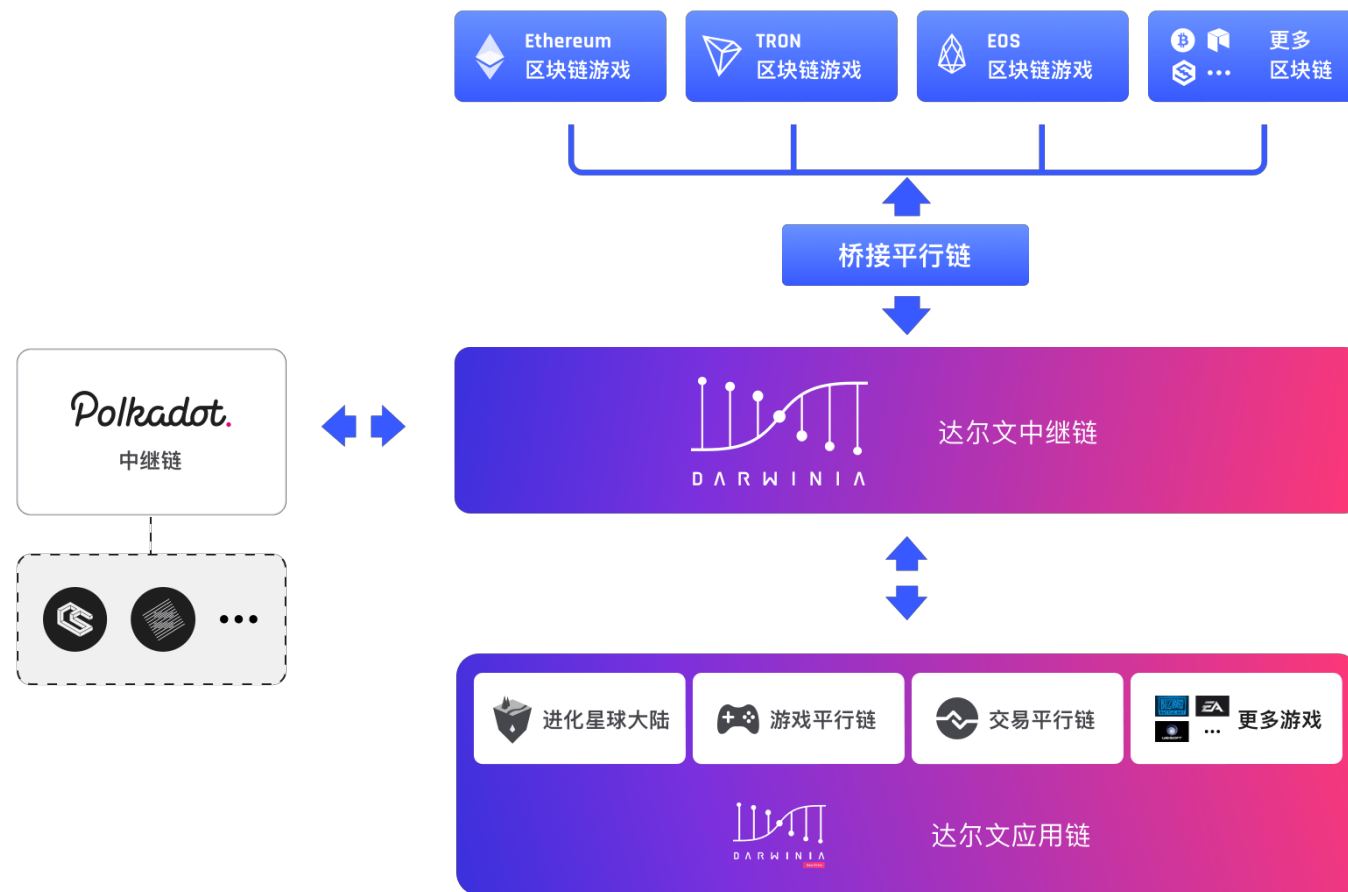 Ethereum
区块链游戏
TRON
区块链游戏
EOS
区块链游戏
更多
区块链
桥接平行链
Polkadot.
中继链
DARWINIA
达尔文中继链
进化星球大陆
游戏平行链
交易平行链
EA
更多游戏
DARWINIA
达尔文应用链